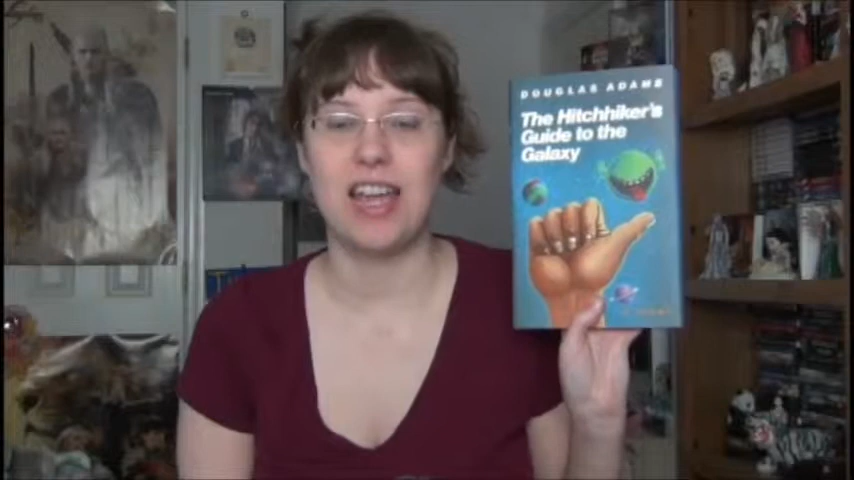 DOUGLAS ADAMS
The Hitchhiker's
Guide to the
Galaxy